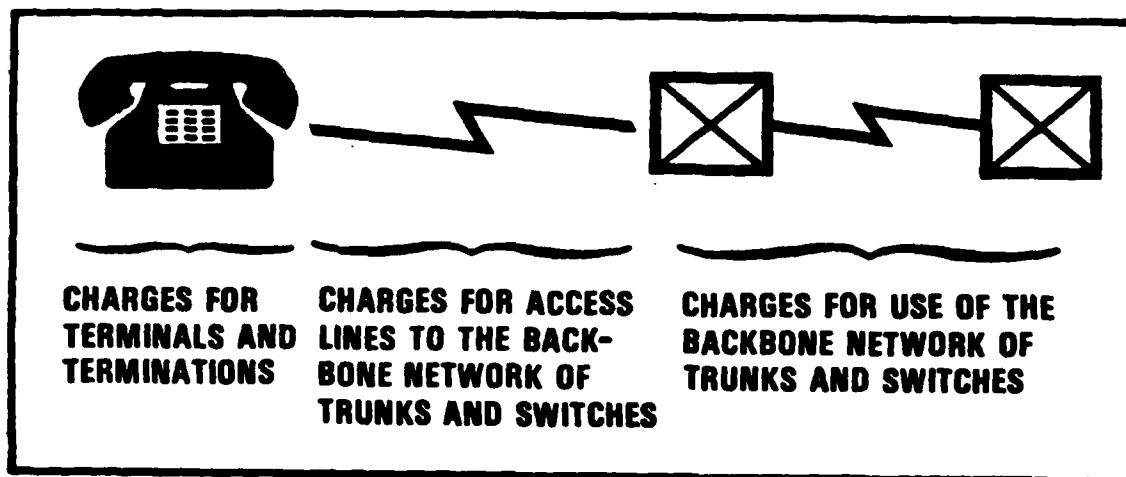 CHARGES FOR
TERMINALS AND
TERMINATIONS
CHARGES FOR ACCESS
LINES TO THE BACK-
BONE NETWORK OF
TRUNKS AND SWITCHES
CHARGES FOR USE OF THE
BACKBONE NETWORK OF
TRUNKS AND SWITCHES